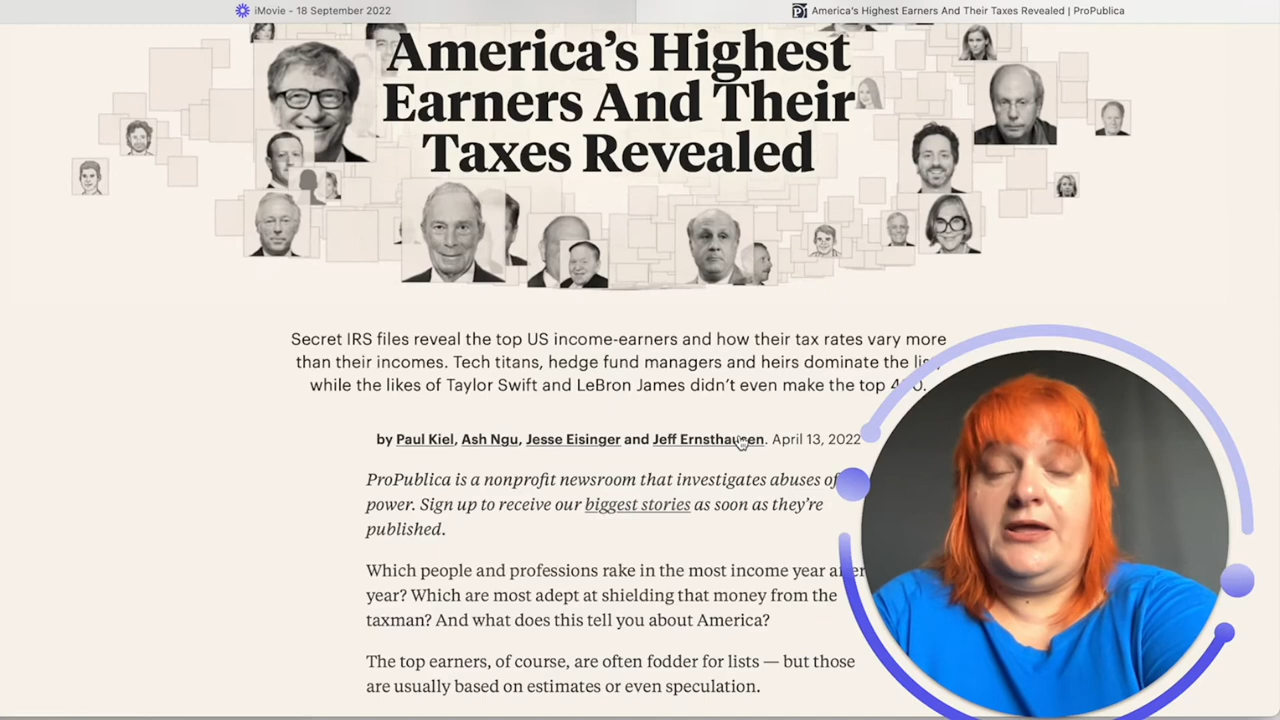 iMovie - 18 September 2022
America's Highest Earners And Their Taxes Revealed | ProPublica
America's Highest
Earners And Their
Taxes Revealed
Secret IRS files reveal the top US income-earners and how their tax rates vary more
than their incomes. Tech titans, hedge fund managers and heirs dominate the list,
while the likes of Taylor Swift and LeBron James didn't even make the top 400.
by Paul Kiel, Ash Ngu, Jesse Eisinger and Jeff Ernsthausen. April 13, 2022
ProPublica is a nonprofit newsroom that investigates abuses of
power. Sign up to receive our biggest stories as soon as they're
published.
Which people and professions rake in the most income year after
year? Which are most adept at shielding that money from the
taxman? And what does this tell you about America?
The top earners, of course, are often fodder for lists — but those
are usually based on estimates or even speculation.